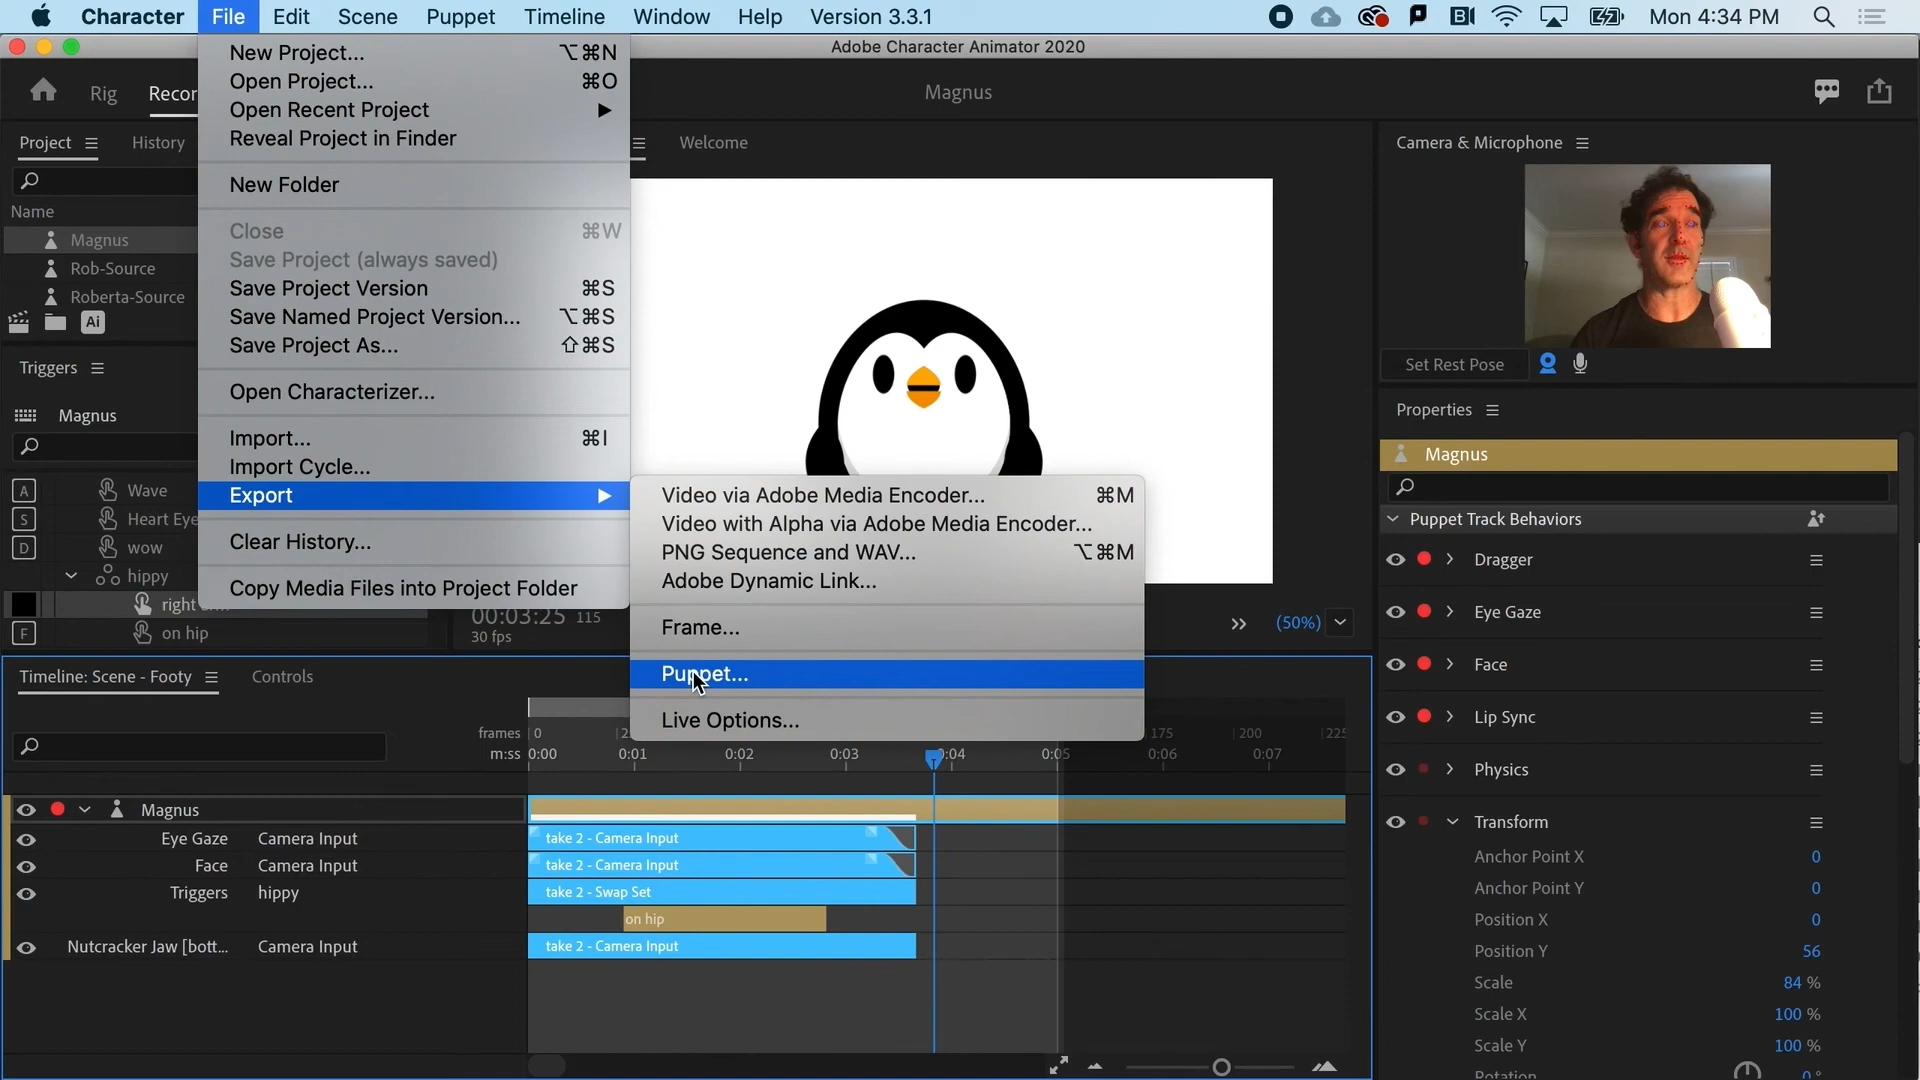 Character File Edit Scene Puppet Timeline Window Help Version 3.3.1 Mon 4:34 PM
Adobe Character Animator 2020
Rig Recor Magnus
Project History Welcome Camera & Microphone
Name
Magnus
Rob-Source
Roberta-Source
Ai
Triggers
Magnus
A Wave
S Heart Eye
D wow
hippy
right
F on hip
New Project... ⌥⌘N
Open Project... ⌘O
Open Recent Project ▶
Reveal Project in Finder
New Folder
Close ⌘W
Save Project (always saved)
Save Project Version ⌘S
Save Named Project Version... ⌥⌘S
Save Project As... ⇧⌘S
Open Characterizer...
Import... ⌘I
Import Cycle...
Export ▶
Clear History...
Copy Media Files into Project Folder
Video via Adobe Media Encoder... ⌘M
Video with Alpha via Adobe Media Encoder...
PNG Sequence and WAV... ⌥⌘M
Adobe Dynamic Link...
Frame...
Puppet...
Live Options...
00:03:25 115
30 fps
(50%)
Set Rest Pose
Properties
Magnus
Puppet Track Behaviors
Dragger
Eye Gaze
Face
Lip Sync
Physics
Transform
Anchor Point X 0
Anchor Point Y 0
Position X 0
Position Y 56
Scale 84 %
Scale X 100 %
Scale Y 100 %
Rotation 0°
Timeline: Scene - Footy Controls
frames 0 175 200 225
m:ss 0:00 0:01 0:02 0:03 0:04 0:05 0:06 0:07
Magnus
Eye Gaze Camera Input take 2 - Camera Input
Face Camera Input take 2 - Camera Input
Triggers hippy take 2 - Swap Set
on hip
Nutcracker Jaw [bott... Camera Input take 2 - Camera Input